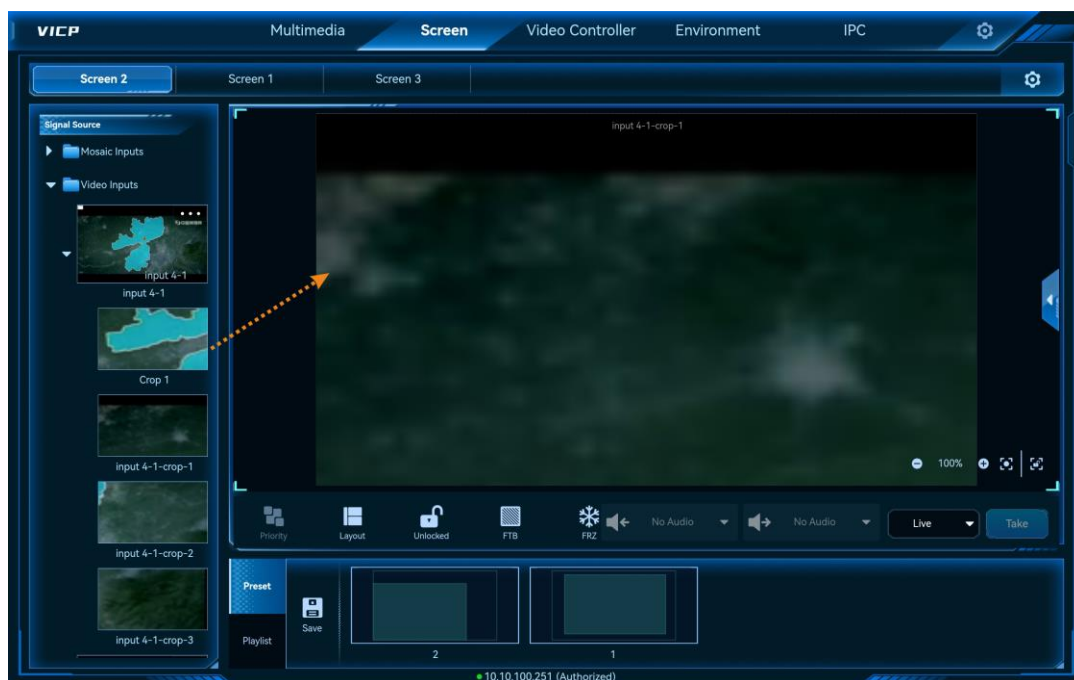 VICP
Multimedia
Screen
Video Controller
Environment
IPC
Screen 2
Screen 1
Screen 3
Signal Source
Mosaic Inputs
Video Inputs
input 4-1
input 4-1
Crop 1
input 4-1-crop-1
input 4-1-crop-2
input 4-1-crop-3
input 4-1-crop-1
100%
Priority
Layout
Unlocked
FTB
FRZ
No Audio
No Audio
Live
Take
Preset
Playlist
Save
2
1
10.10.100.251 (Authorized)